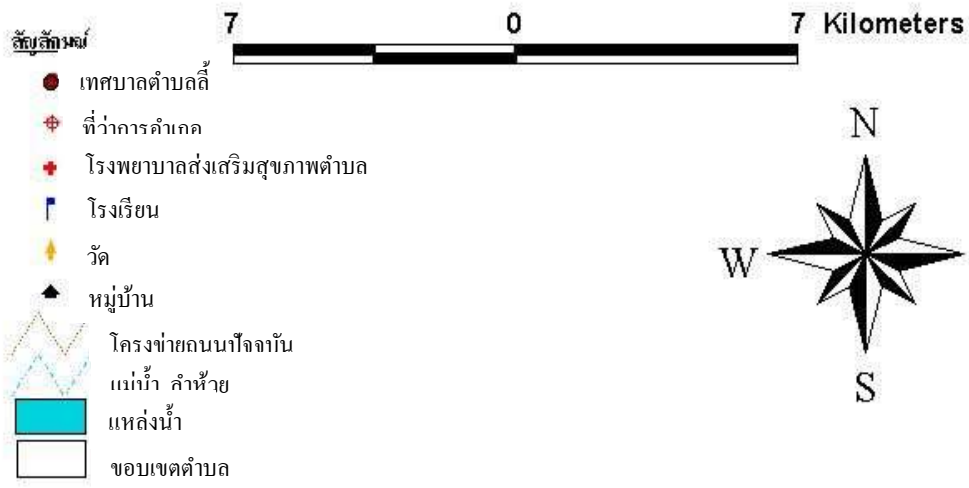 7 0 7 Kilometers
สัญลักษณ์
เทศบาลตำบลลี้
ที่ว่าการอำเภอ
โรงพยาบาลส่งเสริมสุขภาพตำบล
โรงเรียน
วัด
หมู่บ้าน
โครงข่ายถนนปัจจุบัน
แม่น้ำ ลำห้วย
แหล่งน้ำ
ขอบเขตตำบล
N
W
S